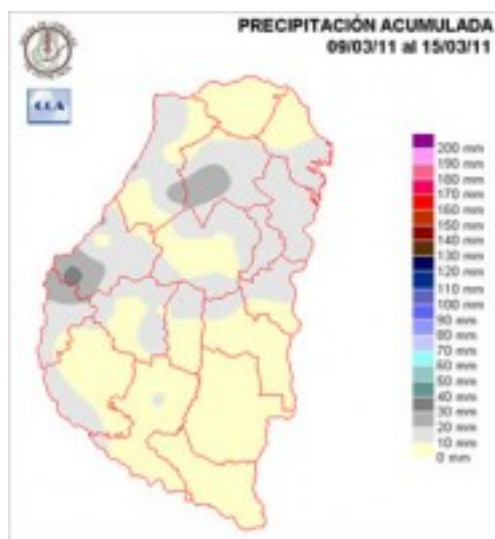 PRECIPITACIÓN ACUMULADA
09/03/11 al 15/03/11
200 mm
190 mm
180 mm
170 mm
160 mm
150 mm
140 mm
130 mm
120 mm
110 mm
100 mm
90 mm
80 mm
70 mm
60 mm
50 mm
40 mm
30 mm
20 mm
10 mm
0 mm